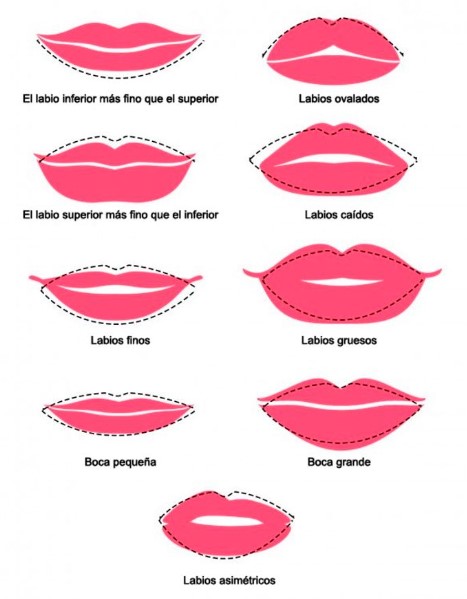 El labio inferior más fino que el superior
Labios ovalados
El labio superior más fino que el inferior
Labios caídos
Labios finos
Labios gruesos
Boca pequeña
Boca grande
Labios asimétricos